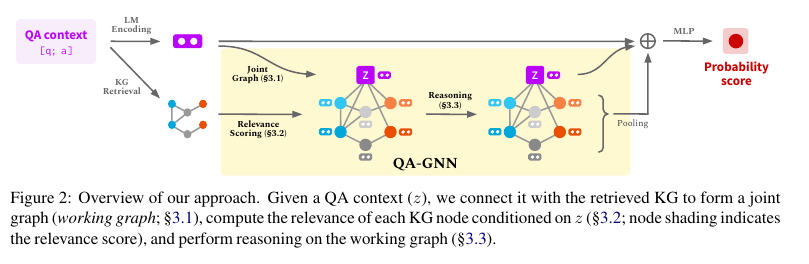 QA context
[q; a]
LM
Encoding
KG
Retrieval
Joint
Graph (§3.1)
Relevance
Scoring (§3.2)
Z
Reasoning
(§3.3)
Z
QA-GNN
Pooling
MLP
Probability
score
Figure 2: Overview of our approach. Given a QA context (z), we connect it with the retrieved KG to form a joint
graph (working graph; §3.1), compute the relevance of each KG node conditioned on z (§3.2; node shading indicates
the relevance score), and perform reasoning on the working graph (§3.3).